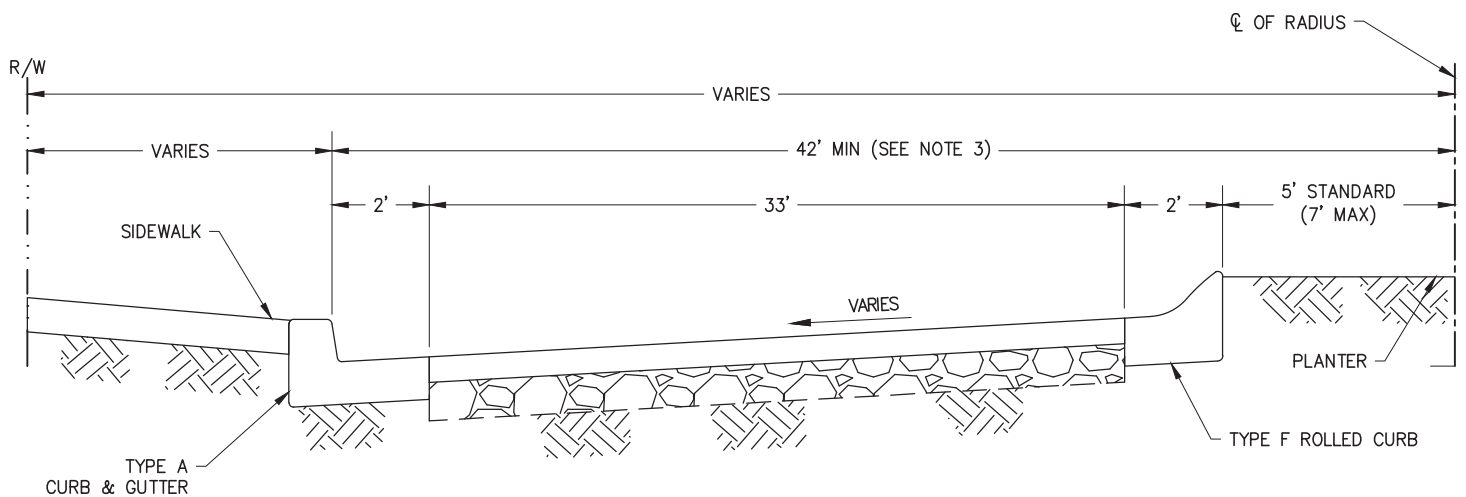 ℄ OF RADIUS
R/W
VARIES
VARIES
42' MIN (SEE NOTE 3)
2'
33'
2'
5' STANDARD
(7' MAX)
SIDEWALK
VARIES
PLANTER
TYPE F ROLLED CURB
TYPE A
CURB & GUTTER